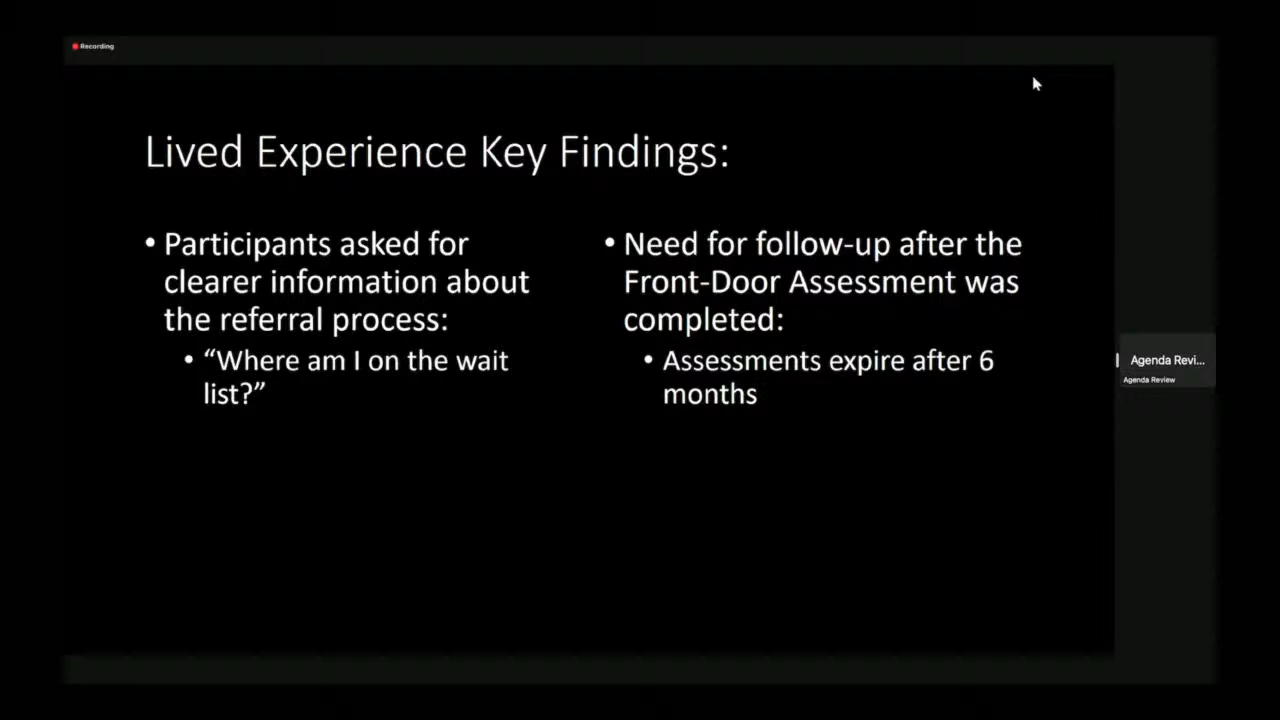 Recording
Lived Experience Key Findings:
• Participants asked for
clearer information about
the referral process:
• “Where am I on the wait
list?”
• Need for follow-up after the
Front-Door Assessment was
completed:
• Assessments expire after 6
months
Agenda Revi...
Agenda Review